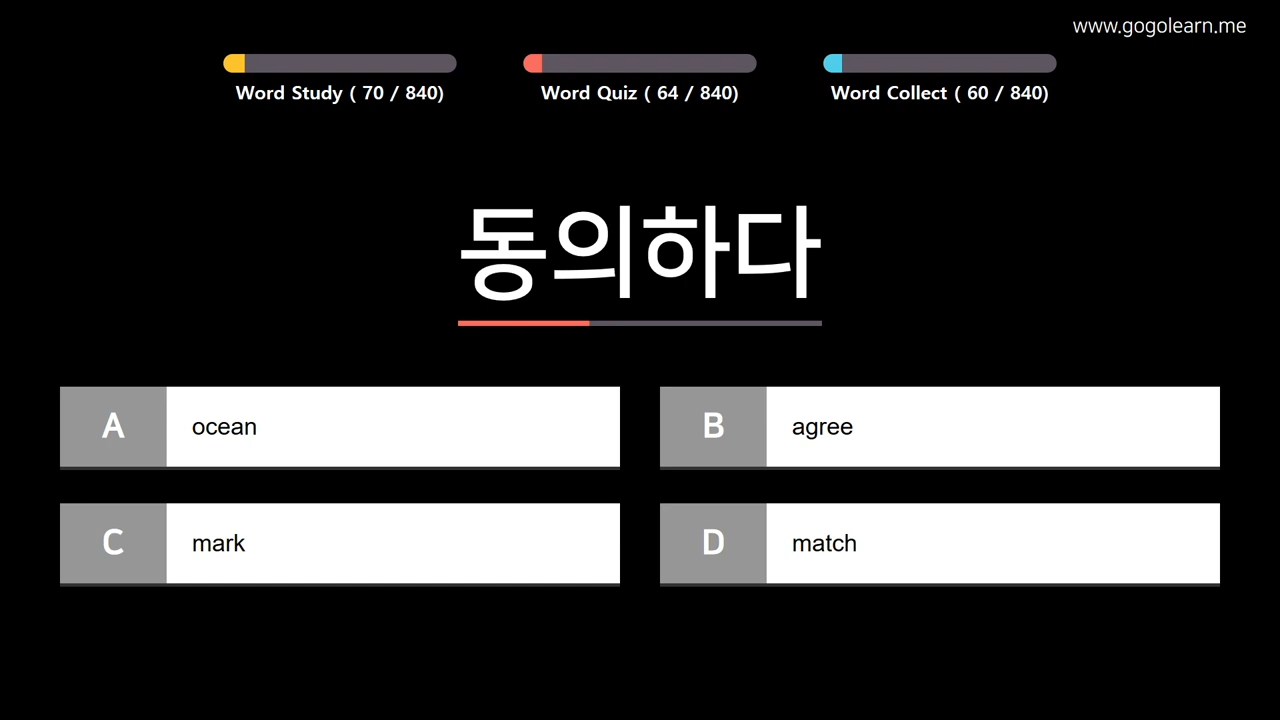 www.gogolearn.me
Word Study ( 70 / 840)
Word Quiz ( 64 / 840)
Word Collect ( 60 / 840)
동의하다
A ocean
B agree
C mark
D match